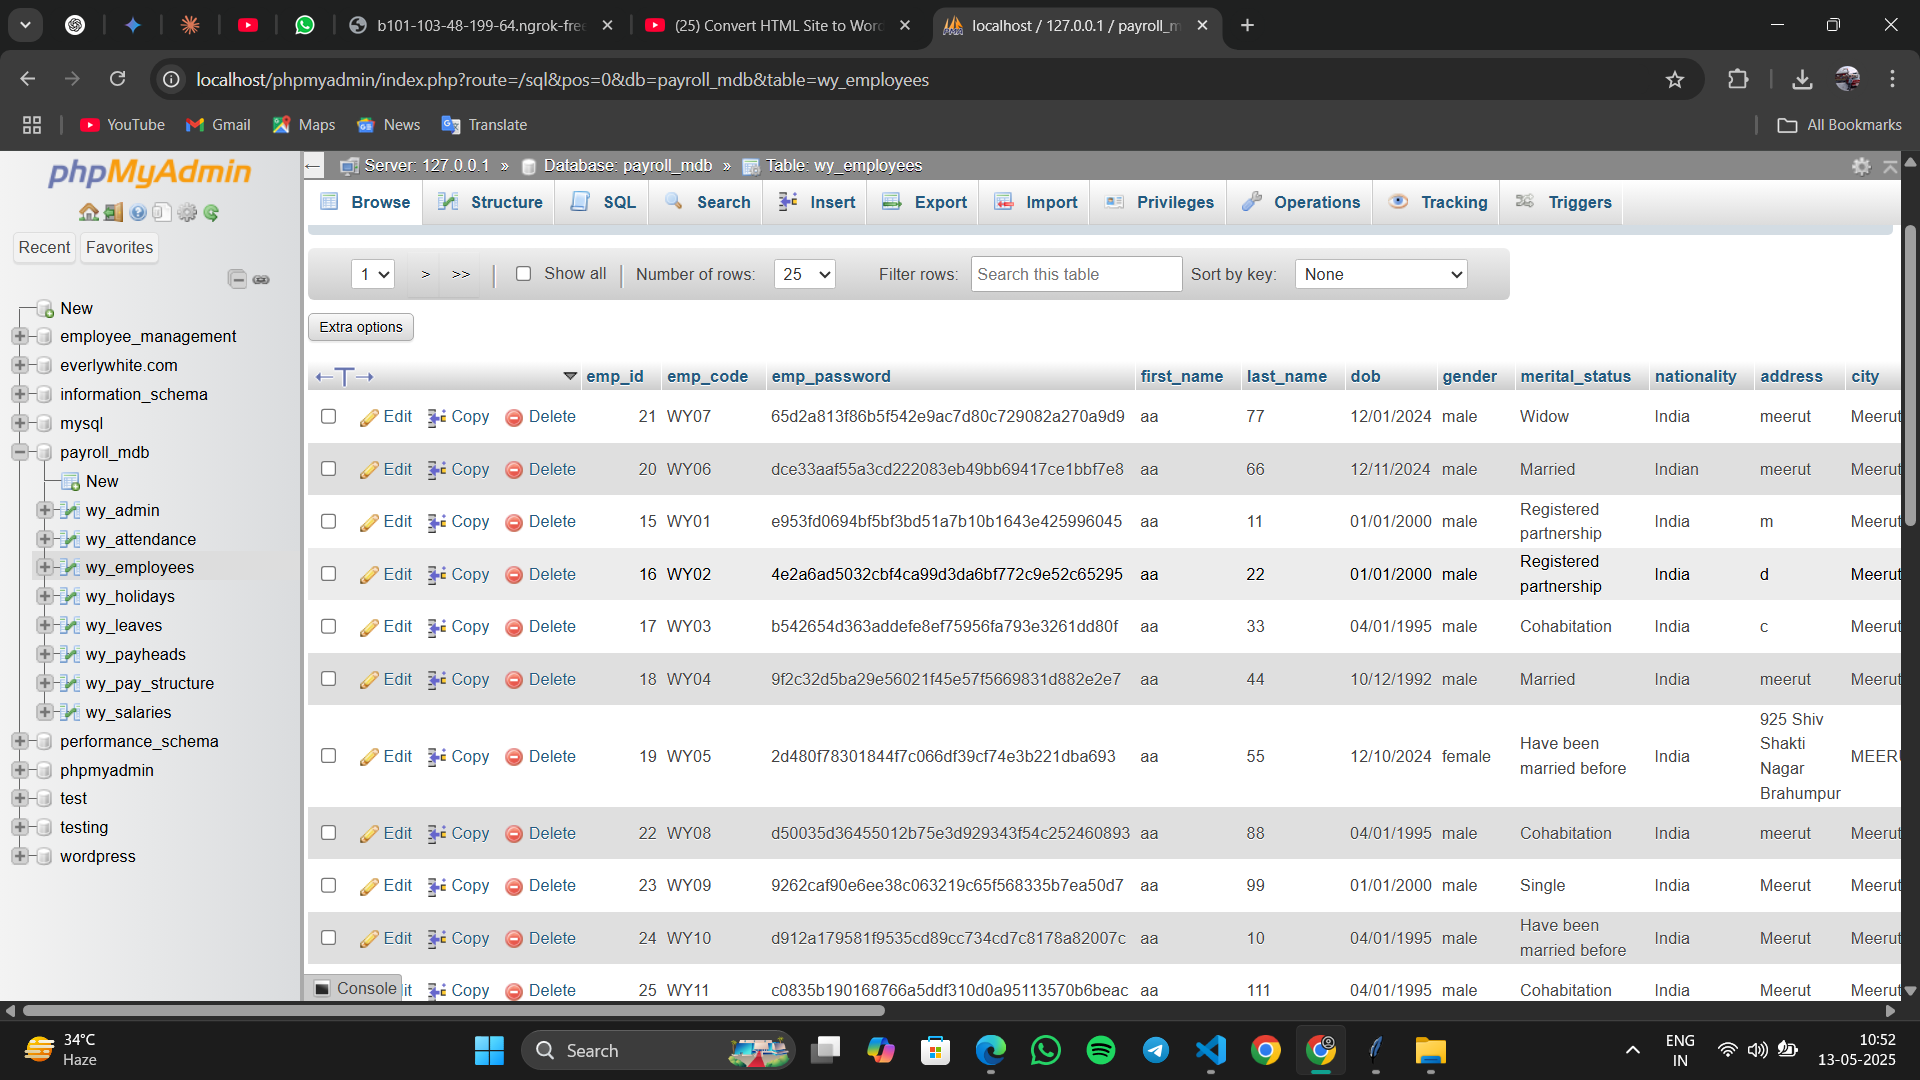 b101-103-48-199-64.ngrok-fre
(25) Convert HTML Site to Word
localhost / 127.0.0.1 / payroll_m
localhost/phpmyadmin/index.php?route=/sql&pos=0&db=payroll_mdb&table=wy_employees
YouTube Gmail Maps News Translate All Bookmarks
phpMyAdmin
Recent Favorites
New
employee_management
everlywhite.com
information_schema
mysql
payroll_mdb
New
wy_admin
wy_attendance
wy_employees
wy_holidays
wy_leaves
wy_payheads
wy_pay_structure
wy_salaries
performance_schema
phpmyadmin
test
testing
wordpress
Server: 127.0.0.1 » Database: payroll_mdb » Table: wy_employees
Browse Structure SQL Search Insert Export Import Privileges Operations Tracking Triggers
1 > >> Show all Number of rows: 25 Filter rows: Search this table Sort by key: None
Extra options
emp_id emp_code emp_password first_name last_name dob gender merital_status nationality address city
Edit Copy Delete 21 WY07 65d2a813f86b5f542e9ac7d80c729082a270a9d9 aa 77 12/01/2024 male Widow India meerut Meerut
Edit Copy Delete 20 WY06 dce33aaf55a3cd222083eb49bb69417ce1bbf7e8 aa 66 12/11/2024 male Married Indian meerut Meerut
Edit Copy Delete 15 WY01 e953fd0694bf5bf3bd51a7b10b1643e425996045 aa 11 01/01/2000 male Registered partnership India m Meerut
Edit Copy Delete 16 WY02 4e2a6ad5032cbf4ca99d3da6bf772c9e52c65295 aa 22 01/01/2000 male Registered partnership India d Meerut
Edit Copy Delete 17 WY03 b542654d363addefe8ef75956fa793e3261dd80f aa 33 04/01/1995 male Cohabitation India c Meerut
Edit Copy Delete 18 WY04 9f2c32d5ba29e56021f45e57f5669831d882e2e7 aa 44 10/12/1992 male Married India meerut Meerut
Edit Copy Delete 19 WY05 2d480f78301844f7c066df39cf74e3b221dba693 aa 55 12/10/2024 female Have been married before India 925 Shiv Shakti Nagar Brahumpur MEERU
Edit Copy Delete 22 WY08 d50035d36455012b75e3d929343f54c252460893 aa 88 04/01/1995 male Cohabitation India meerut Meerut
Edit Copy Delete 23 WY09 9262caf90e6ee38c063219c65f568335b7ea50d7 aa 99 01/01/2000 male Single India Meerut Meerut
Edit Copy Delete 24 WY10 d912a179581f9535cd89cc734cd7c8178a82007c aa 10 04/01/1995 male Have been married before India Meerut Meerut
Console it Copy Delete 25 WY11 c0835b190168766a5ddf310d0a95113570b6beac aa 111 04/01/1995 male Cohabitation India Meerut Meerut
34°C
Haze
Search
ENG
IN
10:52
13-05-2025